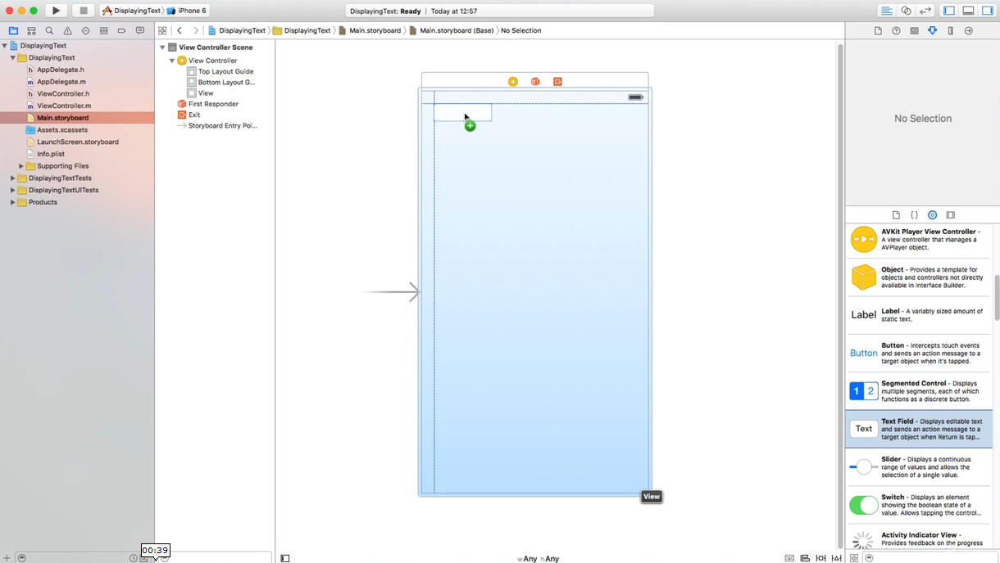 DisplayingText
iPhone 6
DisplayingText: Ready
Today at 12:57
DisplayingText
DisplayingText
Main.storyboard
Main.storyboard (Base)
No Selection
DisplayingText
DisplayingText
AppDelegate.h
AppDelegate.m
ViewController.h
ViewController.m
Main.storyboard
Assets.xcassets
LaunchScreen.storyboard
Info.plist
Supporting Files
DisplayingTextTests
DisplayingTextUITests
Products
View Controller Scene
View Controller
Top Layout Guide
Bottom Layout G...
View
First Responder
Exit
Storyboard Entry Poi...
View
wAny hAny
00:39
No Selection
AVKit Player View Controller -
A view controller that manages a
AVPlayer object.
Object - Provides a template for
objects and controllers not directly
available in Interface Builder.
Label
Label - A variably sized amount of
static text.
Button
Button - Intercepts touch events
and sends an action message to a
target object when it's tapped.
1 2
Segmented Control - Displays
multiple segments, each of which
functions as a discrete button.
Text
Text Field - Displays editable text
and sends an action message to a
target object when Return is tap...
Slider - Displays a continuous
range of values and allows the
selection of a single value.
Switch - Displays an element
showing the boolean state of a
value. Allows tapping the control...
Activity Indicator View -
Provides feedback on the progress